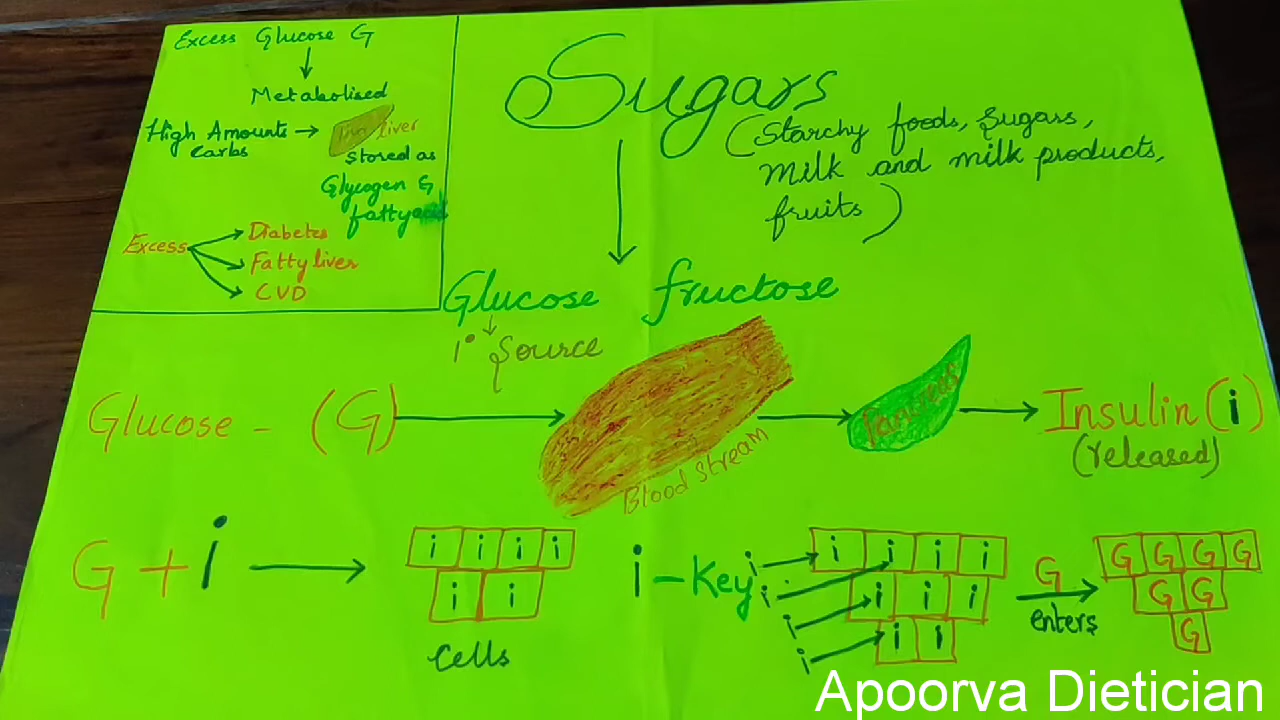 Excess Glucose G
Metabolised
High Amounts
Carbs
liver
Stored as
Glycogen G
fatty acid
Excess
Diabetes
Fatty liver
CVD
Sugars
(Starchy foods, Sugars,
Milk and milk products,
fruits)
Glucose fructose
1° Source
Glucose - (G)
Blood Stream
Pancreas
Insulin (i)
(released)
G + i
i i i i
i i
Cells
i - Key
i i i i i
i i i i
i i i
i
G
enters
G G G G
G G
G
Apoorva Dietician